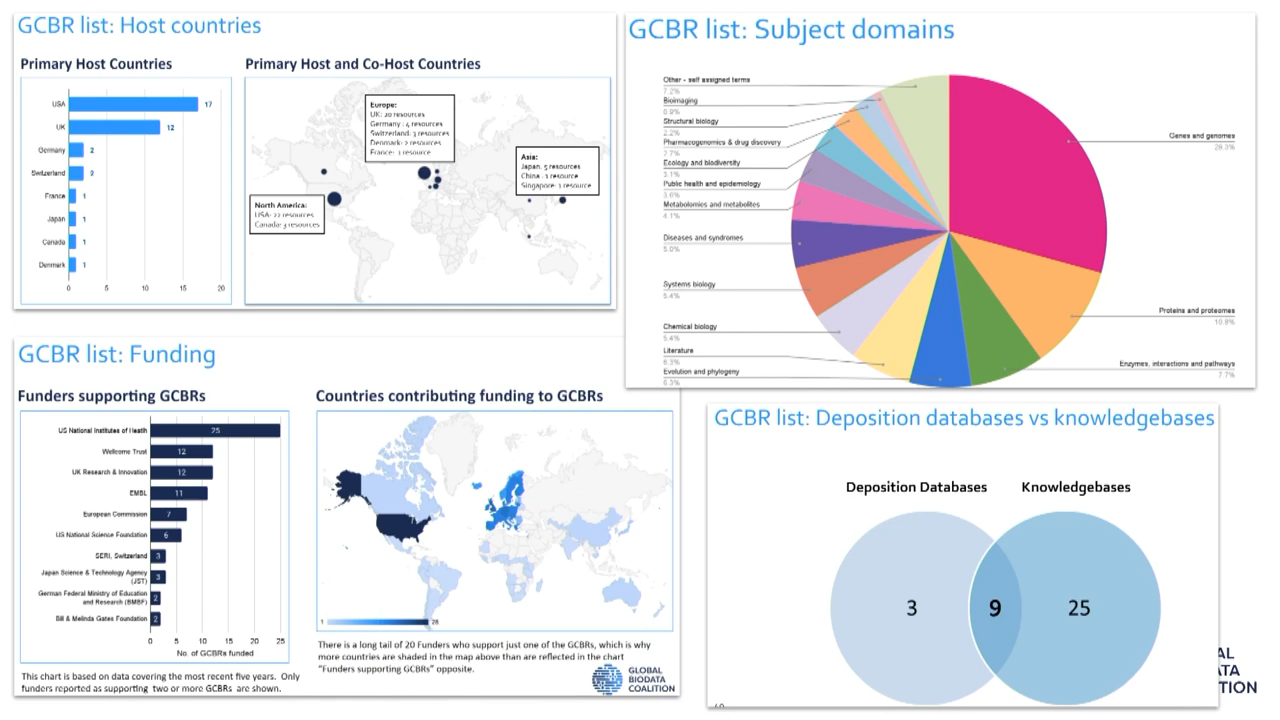 GCBR list: Host countries
Primary Host Countries
USA 17
UK 12
Germany 2
Switzerland 2
France 1
Japan 1
Canada 1
Denmark 1
0 5 10 15 20
Primary Host and Co-Host Countries
Europe:
UK: 20 resources
Germany: 4 resources
Switzerland: 3 resources
Denmark: 2 resources
France: 1 resource
Asia:
Japan: 5 resources
China: 1 resource
Singapore: 1 resource
North America:
USA: 22 resources
Canada: 3 resources
GCBR list: Subject domains
Other - self assigned terms
7.2%
Bioimaging
0.9%
Structural biology
2.2%
Pharmacogenomics & drug discovery
2.7%
Ecology and biodiversity
3.1%
Public health and epidemiology
3.6%
Metabolomics and metabolites
4.1%
Diseases and syndromes
5.0%
Systems biology
5.4%
Chemical biology
5.4%
Literature
6.3%
Evolution and phylogeny
6.3%
Genes and genomes
29.3%
Proteins and proteomes
10.8%
Enzymes, interactions and pathways
7.7%
GCBR list: Funding
Funders supporting GCBRs
US National Institutes of Health 25
Wellcome Trust 12
UK Research & Innovation 12
EMBL 11
European Commission 7
US National Science Foundation 6
SERI, Switzerland 3
Japan Science & Technology Agency
(JST) 3
German Federal Ministry of Education
and Research (BMBF) 2
Bill & Melinda Gates Foundation 2
0 5 10 15 20 25
No. of GCBRs funded
This chart is based on data covering the most recent five years. Only
funders reported as supporting two or more GCBRs are shown.
Countries contributing funding to GCBRs
1 28
There is a long tail of 20 Funders who support just one of the GCBRs, which is why
more countries are shaded in the map above than are reflected in the chart
"Funders supporting GCBRs" opposite.
GLOBAL
BIODATA
COALITION
GCBR list: Deposition databases vs knowledgebases
Deposition Databases Knowledgebases
3 9 25
AL
ATA
TION